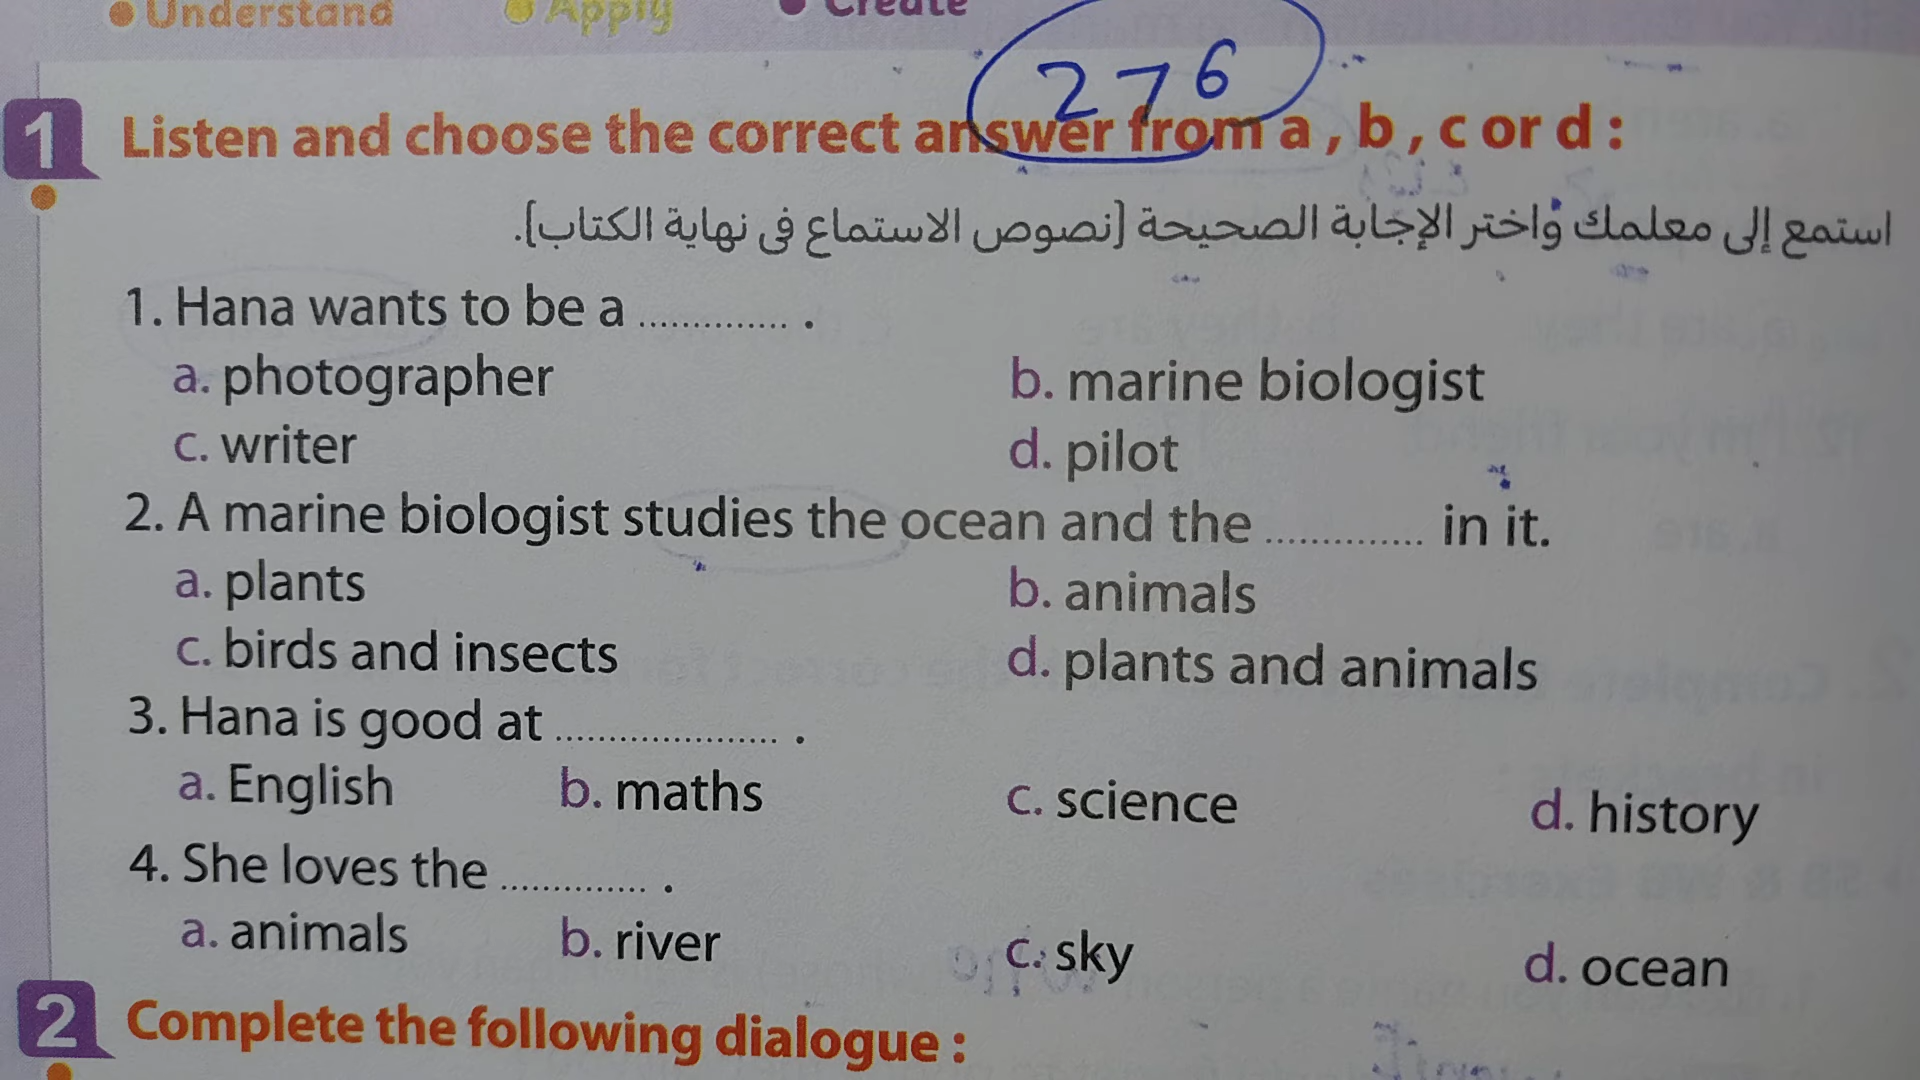 Understand Apply Create
276
1 Listen and choose the correct answer from a , b , c or d :
استمع إلى معلمك واختر الإجابة الصحيحة [نصوص الاستماع فى نهاية الكتاب].
1. Hana wants to be a .............. .
a. photographer b. marine biologist
c. writer d. pilot
2. A marine biologist studies the ocean and the .............. in it.
a. plants b. animals
c. birds and insects d. plants and animals
3. Hana is good at .................... .
a. English b. maths c. science d. history
4. She loves the .............. .
a. animals b. river c. sky d. ocean
2 Complete the following dialogue :